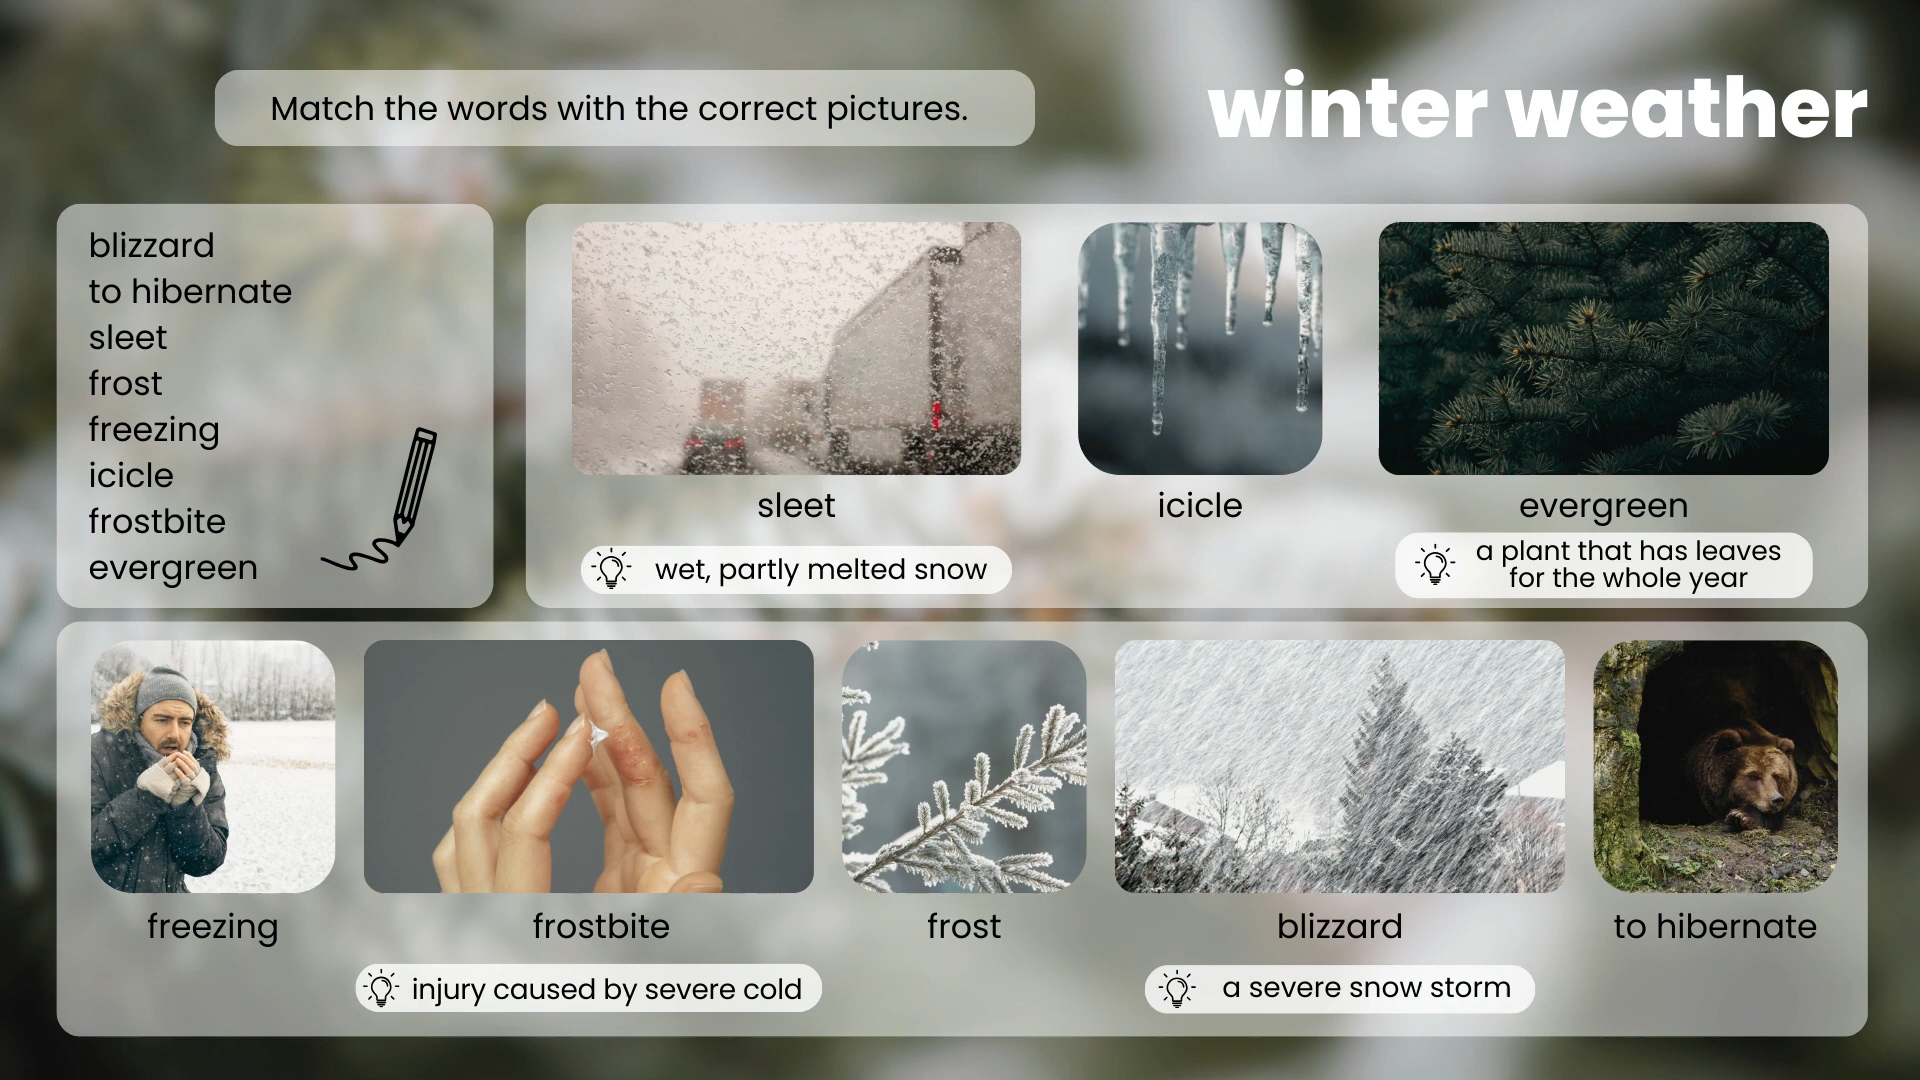 Match the words with the correct pictures.
winter weather
blizzard
to hibernate
sleet
frost
freezing
icicle
frostbite
evergreen
sleet
icicle
evergreen
wet, partly melted snow
a plant that has leaves
for the whole year
freezing
frostbite
frost
blizzard
to hibernate
injury caused by severe cold
a severe snow storm